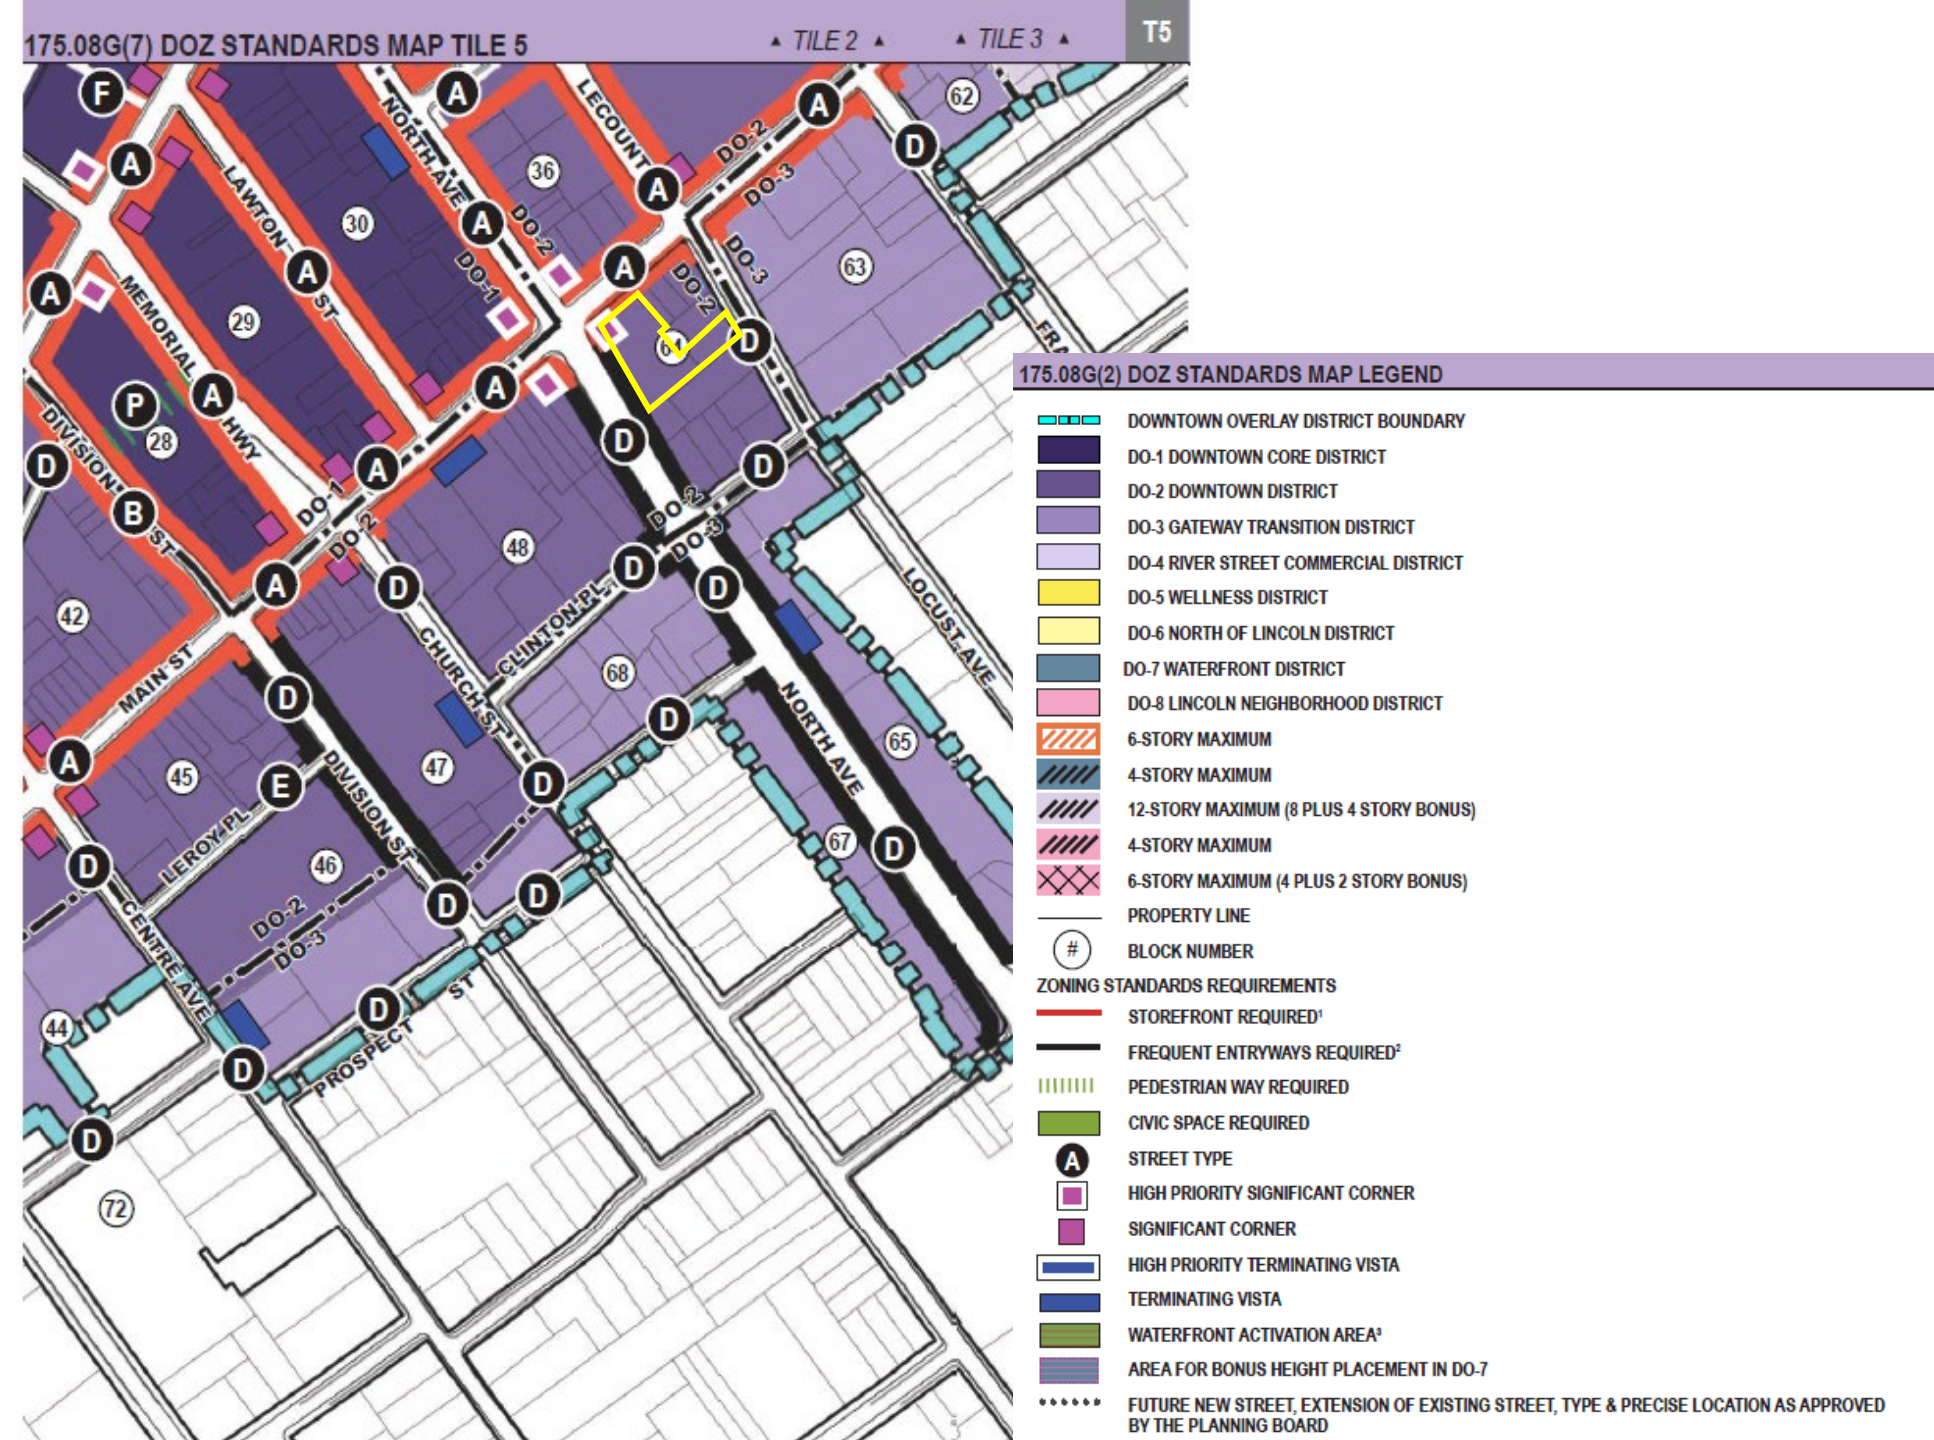 175.08G(7) DOZ STANDARDS MAP TILE 5
▲ TILE 2 ▲
▲ TILE 3 ▲
T5
F
A
A
62
NORTH AVE
LECOUNT
DO-2
D
A
36
DO-3
A
LAWTON ST
30
A
DO-2
A
DO-2
DO-3
63
DO-1
A
A
29
MEMORIAL HWY
64
D
FRA
P
A
A
28
DIVISION ST
D
D
A
D
B
DO-1
DO-2
DO-2
DO-3
48
D
D
A
D
42
CLINTON PL
LOCUST AVE
MAIN ST
CHURCH ST
68
D
D
NORTH AVE
65
A
45
E
47
D
DIVISION ST
LEROY PL
67
D
D
46
D
D
CENTRE AVE
DO-2
DO-3
D
44
PROSPECT ST
D
D
72
175.08G(2) DOZ STANDARDS MAP LEGEND
DOWNTOWN OVERLAY DISTRICT BOUNDARY
DO-1 DOWNTOWN CORE DISTRICT
DO-2 DOWNTOWN DISTRICT
DO-3 GATEWAY TRANSITION DISTRICT
DO-4 RIVER STREET COMMERCIAL DISTRICT
DO-5 WELLNESS DISTRICT
DO-6 NORTH OF LINCOLN DISTRICT
DO-7 WATERFRONT DISTRICT
DO-8 LINCOLN NEIGHBORHOOD DISTRICT
6-STORY MAXIMUM
4-STORY MAXIMUM
12-STORY MAXIMUM (8 PLUS 4 STORY BONUS)
4-STORY MAXIMUM
6-STORY MAXIMUM (4 PLUS 2 STORY BONUS)
PROPERTY LINE
# BLOCK NUMBER
ZONING STANDARDS REQUIREMENTS
STOREFRONT REQUIRED¹
FREQUENT ENTRYWAYS REQUIRED²
PEDESTRIAN WAY REQUIRED
CIVIC SPACE REQUIRED
A STREET TYPE
HIGH PRIORITY SIGNIFICANT CORNER
SIGNIFICANT CORNER
HIGH PRIORITY TERMINATING VISTA
TERMINATING VISTA
WATERFRONT ACTIVATION AREA³
AREA FOR BONUS HEIGHT PLACEMENT IN DO-7
FUTURE NEW STREET, EXTENSION OF EXISTING STREET, TYPE & PRECISE LOCATION AS APPROVED
BY THE PLANNING BOARD